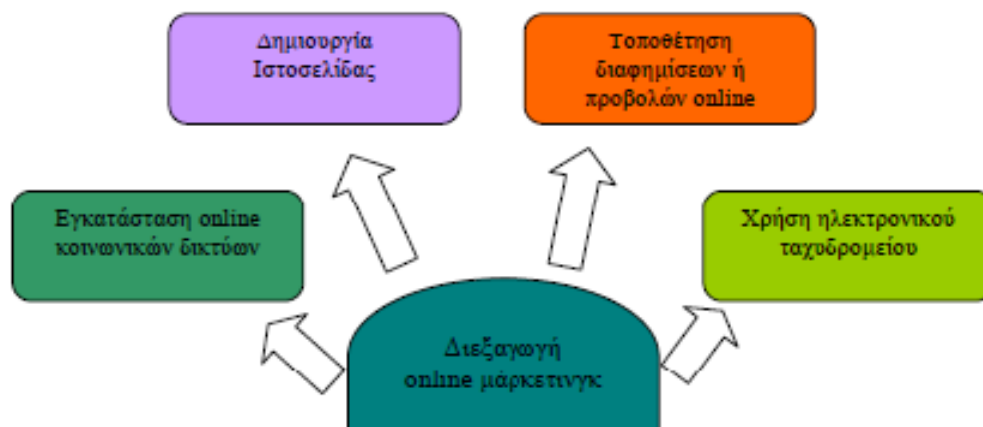 Δημιουργία
Ιστοσελίδας
Τοποθέτηση
διαφημίσεων ή
προβολών online
Εγκατάσταση online
κοινωνικών δικτύων
Χρήση ηλεκτρονικού
ταχυδρομείου
Διεξαγωγή
online μάρκετινγκ